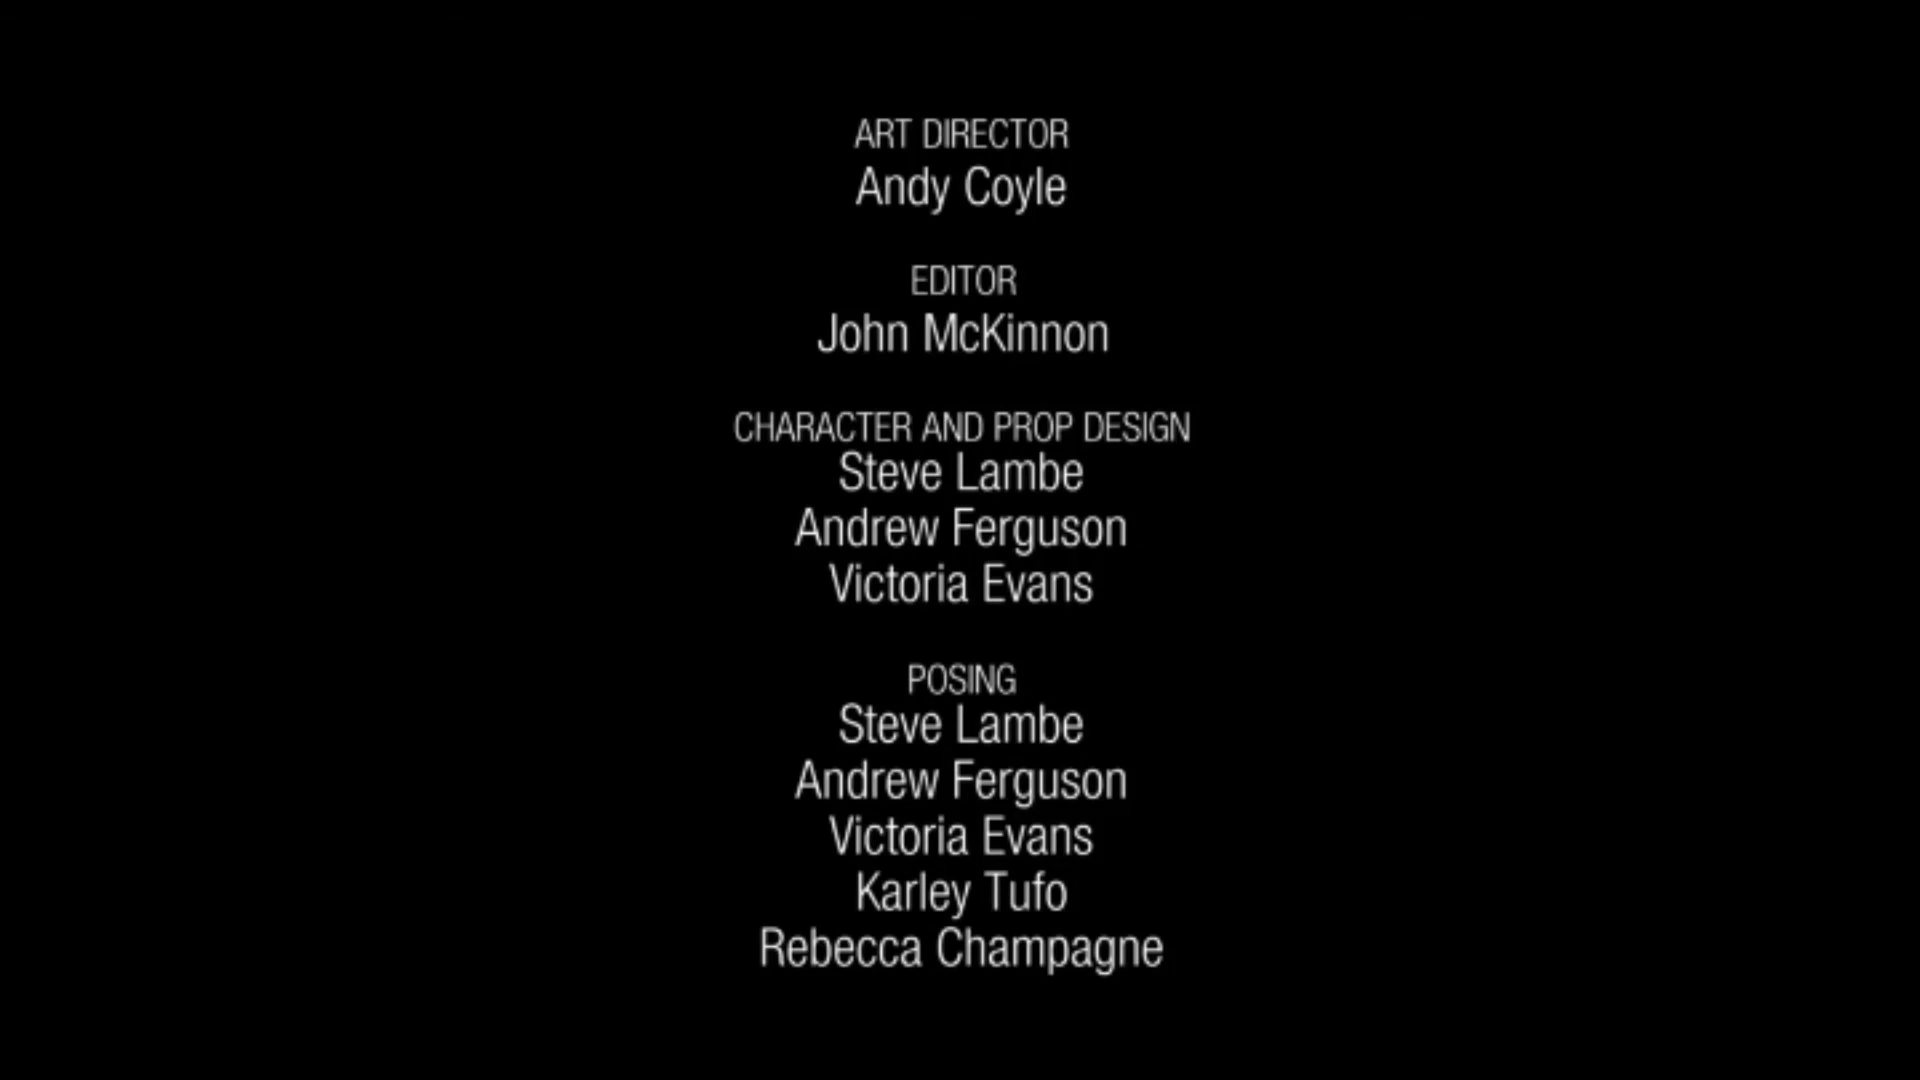 ART DIRECTOR
Andy Coyle
EDITOR
John McKinnon
CHARACTER AND PROP DESIGN
Steve Lambe
Andrew Ferguson
Victoria Evans
POSING
Steve Lambe
Andrew Ferguson
Victoria Evans
Karley Tufo
Rebecca Champagne